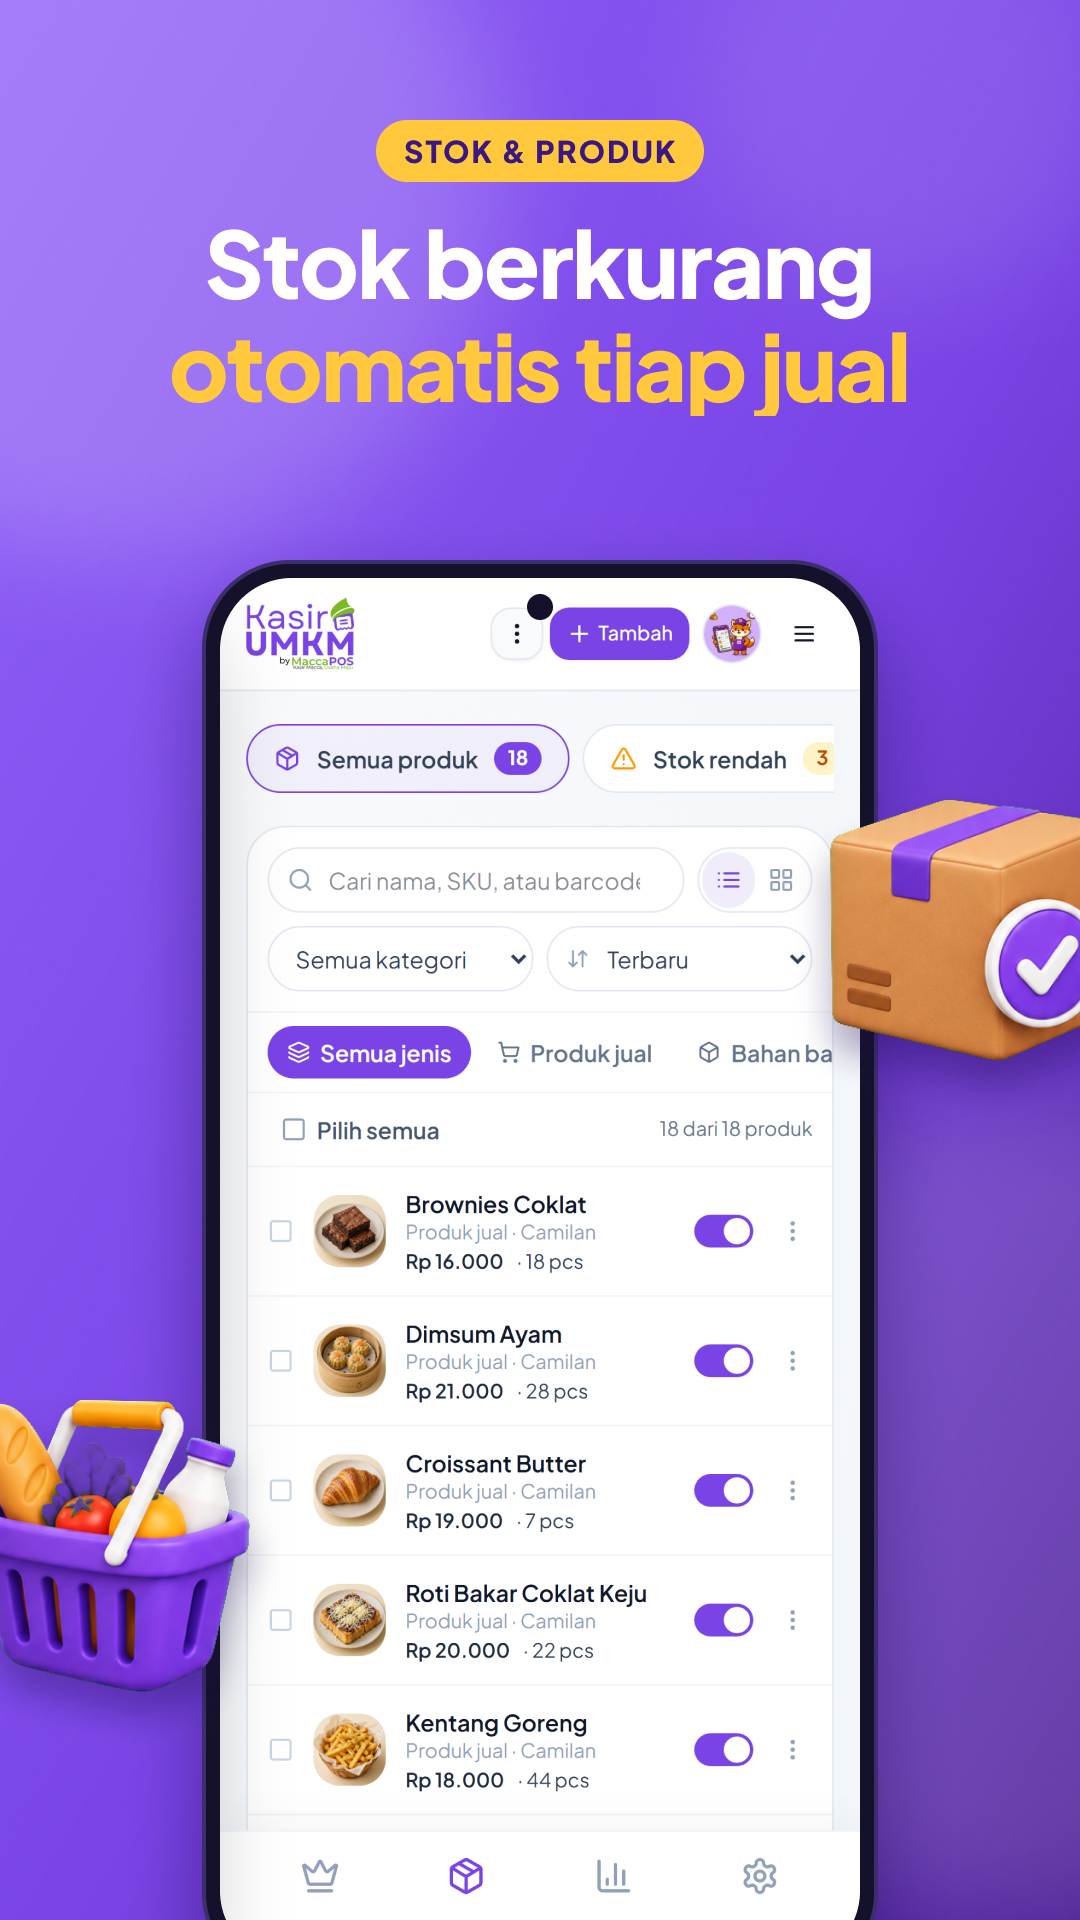 STOK & PRODUK
Stok berkurang
otomatis tiap jual
Kasir
UMKM
by MaccaPOS
Tambah
Semua produk 18
Stok rendah 3
Cari nama, SKU, atau barcode
Semua kategori
Terbaru
Semua jenis
Produk jual
Bahan ba
Pilih semua
18 dari 18 produk
Brownies Coklat
Produk jual · Camilan
Rp 16.000 · 18 pcs
Dimsum Ayam
Produk jual · Camilan
Rp 21.000 · 28 pcs
Croissant Butter
Produk jual · Camilan
Rp 19.000 · 7 pcs
Roti Bakar Coklat Keju
Produk jual · Camilan
Rp 20.000 · 22 pcs
Kentang Goreng
Produk jual · Camilan
Rp 18.000 · 44 pcs